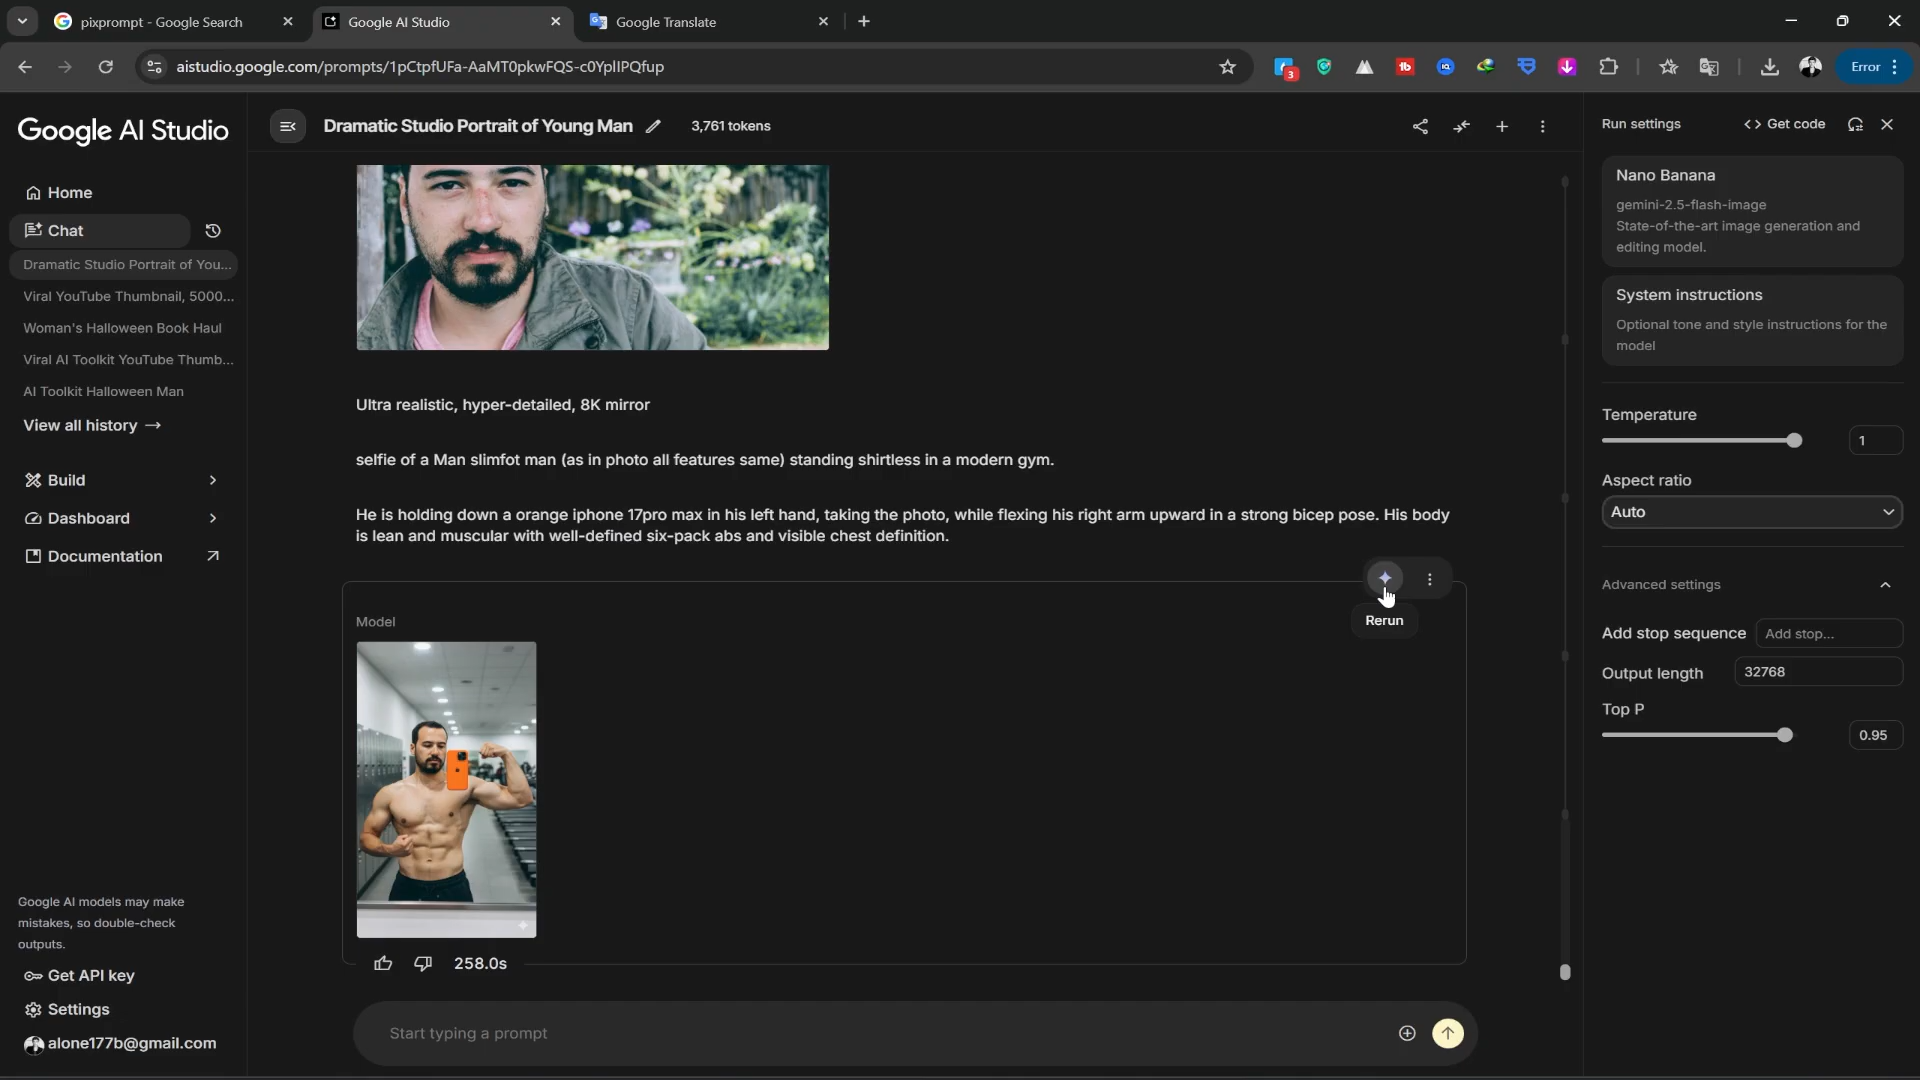 pixprompt - Google Search
Google AI Studio
Google Translate
aistudio.google.com/prompts/1pCtpfUFa-AaMT0pkwFQS-c0YplIPQfup
3
Error
Google AI Studio
Home
Chat
Dramatic Studio Portrait of You...
Viral YouTube Thumbnail, 5000...
Woman's Halloween Book Haul
Viral AI Toolkit YouTube Thumb...
AI Toolkit Halloween Man
View all history →
Build
Dashboard
Documentation
Google AI models may make
mistakes, so double-check
outputs.
Get API key
Settings
alone177b@gmail.com
Dramatic Studio Portrait of Young Man
3,761 tokens
Ultra realistic, hyper-detailed, 8K mirror
selfie of a Man slimfot man (as in photo all features same) standing shirtless in a modern gym.
He is holding down a orange iphone 17pro max in his left hand, taking the photo, while flexing his right arm upward in a strong bicep pose. His body
is lean and muscular with well-defined six-pack abs and visible chest definition.
Rerun
Model
258.0s
Start typing a prompt
Run settings
<> Get code
Nano Banana
gemini-2.5-flash-image
State-of-the-art image generation and
editing model.
System instructions
Optional tone and style instructions for the
model
Temperature
1
Aspect ratio
Auto
Advanced settings
Add stop sequence
Add stop...
Output length
32768
Top P
0.95